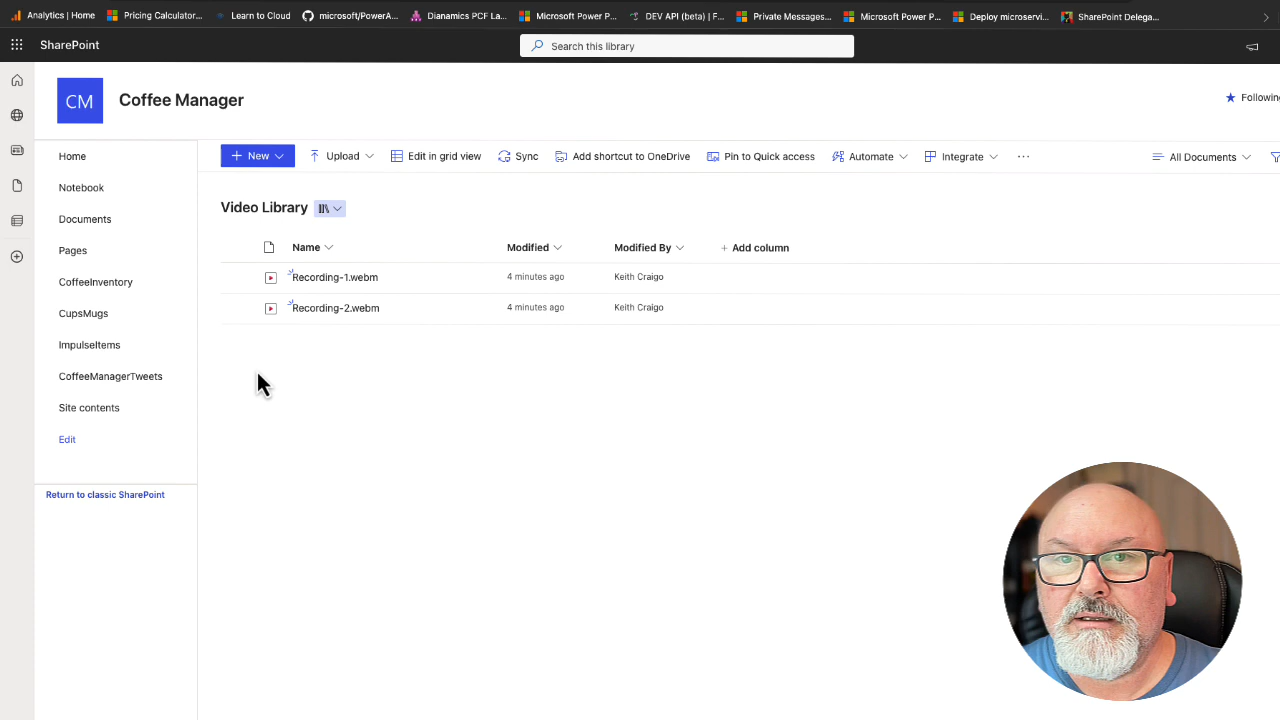 Analytics | Home
Pricing Calculator...
Learn to Cloud
microsoft/PowerA...
Dianamics PCF La...
Microsoft Power P...
DEV API (beta) | F...
Private Messages...
Microsoft Power P...
Deploy microservi...
SharePoint Delega...
SharePoint
Search this library
CM
Coffee Manager
Following
Home
Notebook
Documents
Pages
CoffeeInventory
CupsMugs
ImpulseItems
CoffeeManagerTweets
Site contents
Edit
Return to classic SharePoint
New
Upload
Edit in grid view
Sync
Add shortcut to OneDrive
Pin to Quick access
Automate
Integrate
...
All Documents
Video Library
Name
Modified
Modified By
+ Add column
Recording-1.webm
4 minutes ago
Keith Craigo
Recording-2.webm
4 minutes ago
Keith Craigo